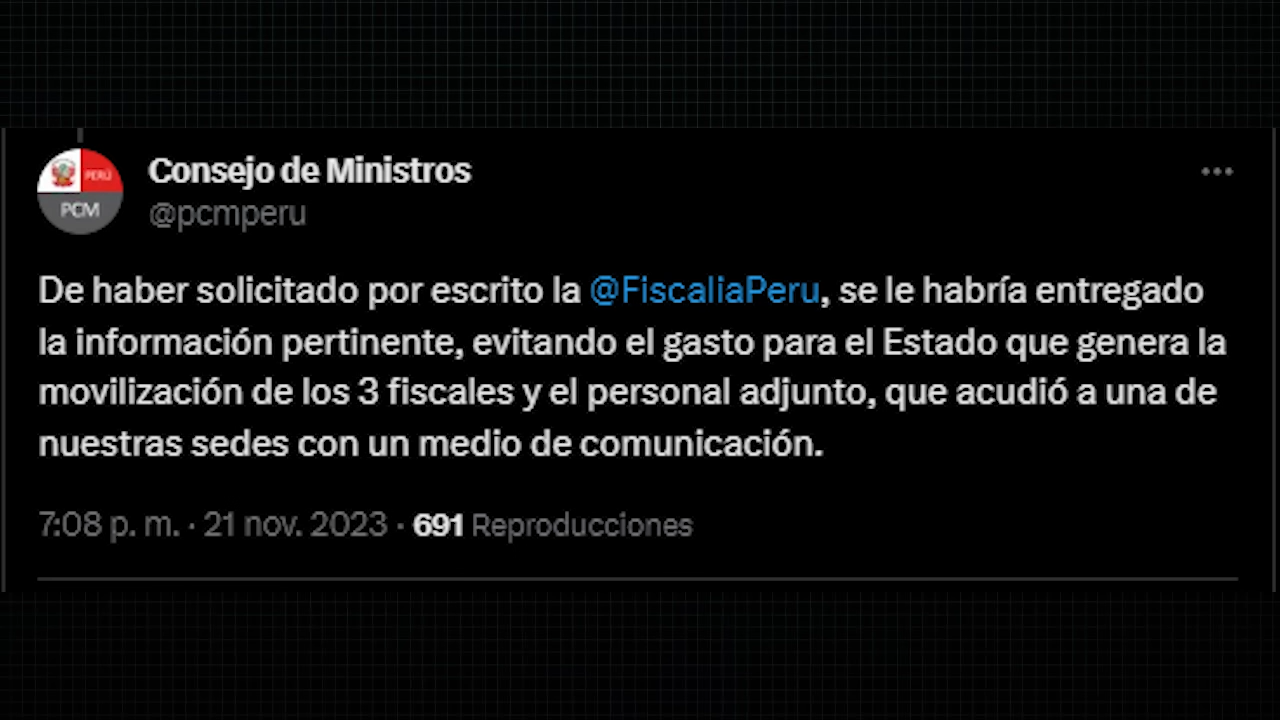 PERÚ
PCM
Consejo de Ministros
@pcmperu
De haber solicitado por escrito la @FiscaliaPeru, se le habría entregado
la información pertinente, evitando el gasto para el Estado que genera la
movilización de los 3 fiscales y el personal adjunto, que acudió a una de
nuestras sedes con un medio de comunicación.
7:08 p. m. · 21 nov. 2023 · 691 Reproducciones